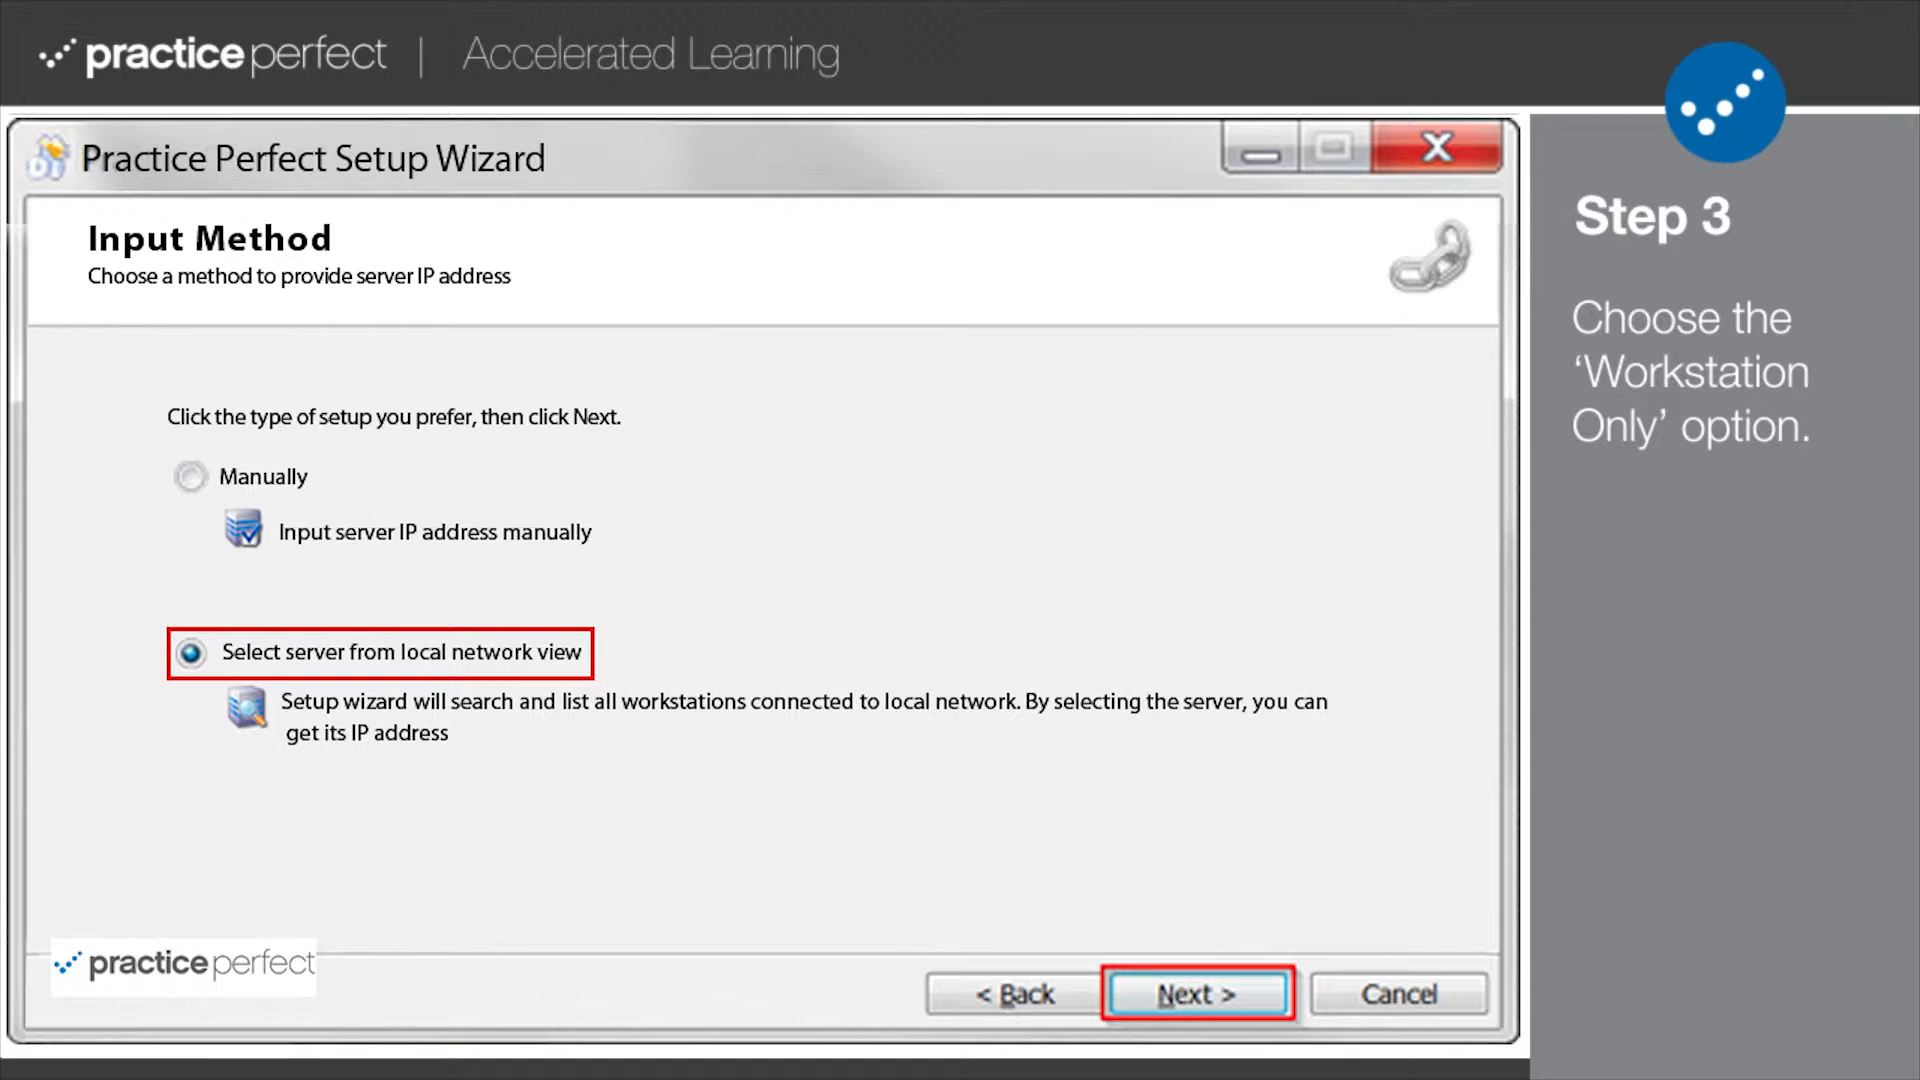 practice perfect | Accelerated Learning
Practice Perfect Setup Wizard
Input Method
Choose a method to provide server IP address
Click the type of setup you prefer, then click Next.
Manually
Input server IP address manually
Select server from local network view
Setup wizard will search and list all workstations connected to local network. By selecting the server, you can
get its IP address
practice perfect
< Back
Next >
Cancel
Step 3
Choose the
‘Workstation
Only’ option.